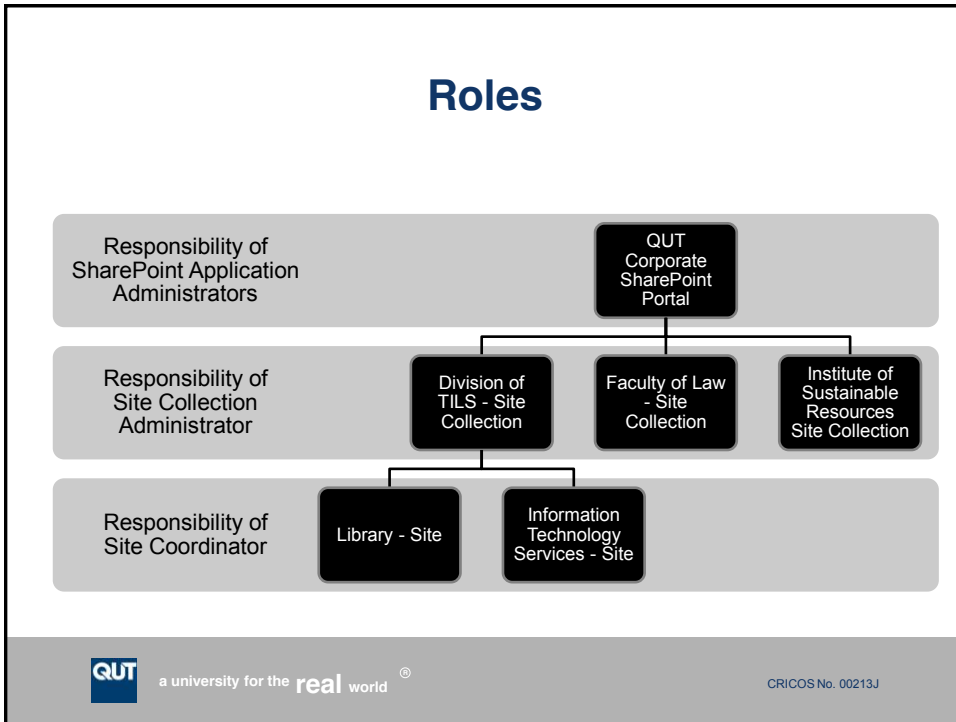 Roles
Responsibility of
SharePoint Application
Administrators
QUT
Corporate
SharePoint
Portal
Responsibility of
Site Collection
Administrator
Division of
TILS - Site
Collection
Faculty of Law
- Site
Collection
Institute of
Sustainable
Resources
Site Collection
Responsibility of
Site Coordinator
Library - Site
Information
Technology
Services - Site
QUT
a university for the real world ®
CRICOS No. 00213J